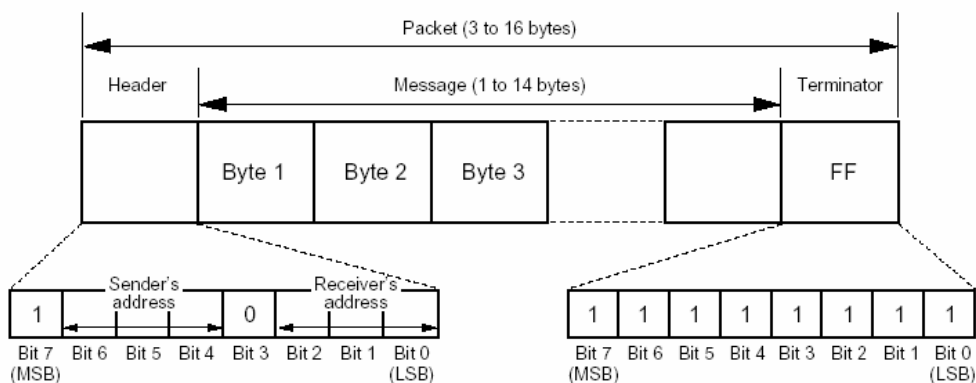 Packet (3 to 16 bytes)
Header Message (1 to 14 bytes) Terminator
Byte 1 Byte 2 Byte 3 FF
Sender's address Receiver's address
1 0 1 1 1 1 1 1 1 1
Bit 7 (MSB) Bit 6 Bit 5 Bit 4 Bit 3 Bit 2 Bit 1 Bit 0 (LSB)
Bit 7 (MSB) Bit 6 Bit 5 Bit 4 Bit 3 Bit 2 Bit 1 Bit 0 (LSB)